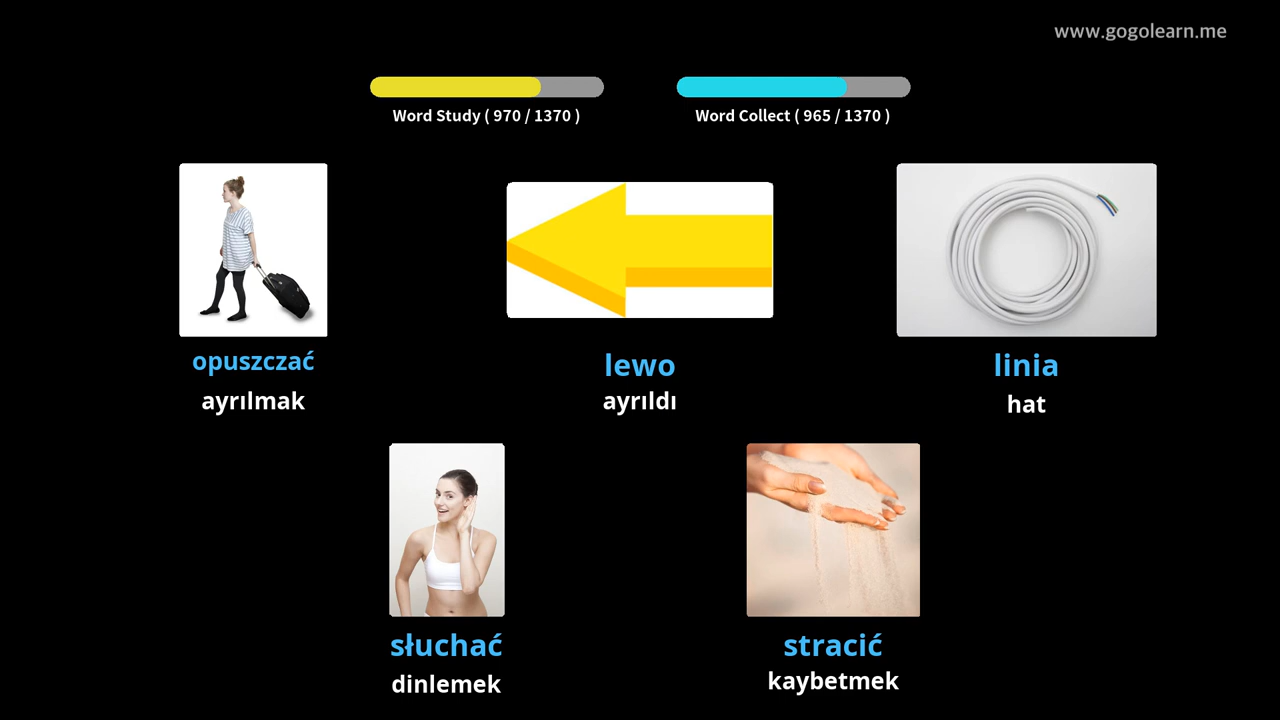 www.gogolearn.me
Word Study ( 970 / 1370 )
Word Collect ( 965 / 1370 )
opuszczać
ayrılmak
lewo
ayrıldı
linia
hat
słuchać
dinlemek
stracić
kaybetmek